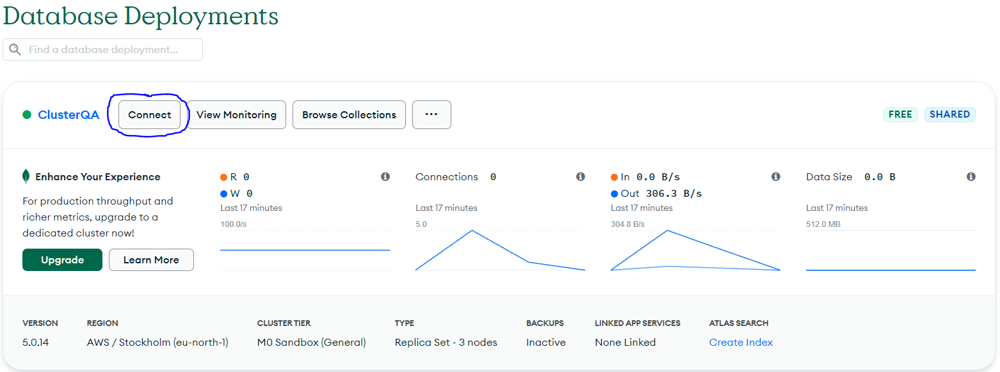 Database Deployments
Find a database deployment...
ClusterQA
Connect
View Monitoring
Browse Collections
...
FREE
SHARED
Enhance Your Experience
For production throughput and
richer metrics, upgrade to a
dedicated cluster now!
Upgrade
Learn More
R 0
W 0
Last 17 minutes
100.0/s
Connections 0
Last 17 minutes
5.0
In 0.0 B/s
Out 306.3 B/s
Last 17 minutes
304.8 B/s
Data Size 0.0 B
Last 17 minutes
512.0 MB
VERSION
5.0.14
REGION
AWS / Stockholm (eu-north-1)
CLUSTER TIER
M0 Sandbox (General)
TYPE
Replica Set - 3 nodes
BACKUPS
Inactive
LINKED APP SERVICES
None Linked
ATLAS SEARCH
Create Index